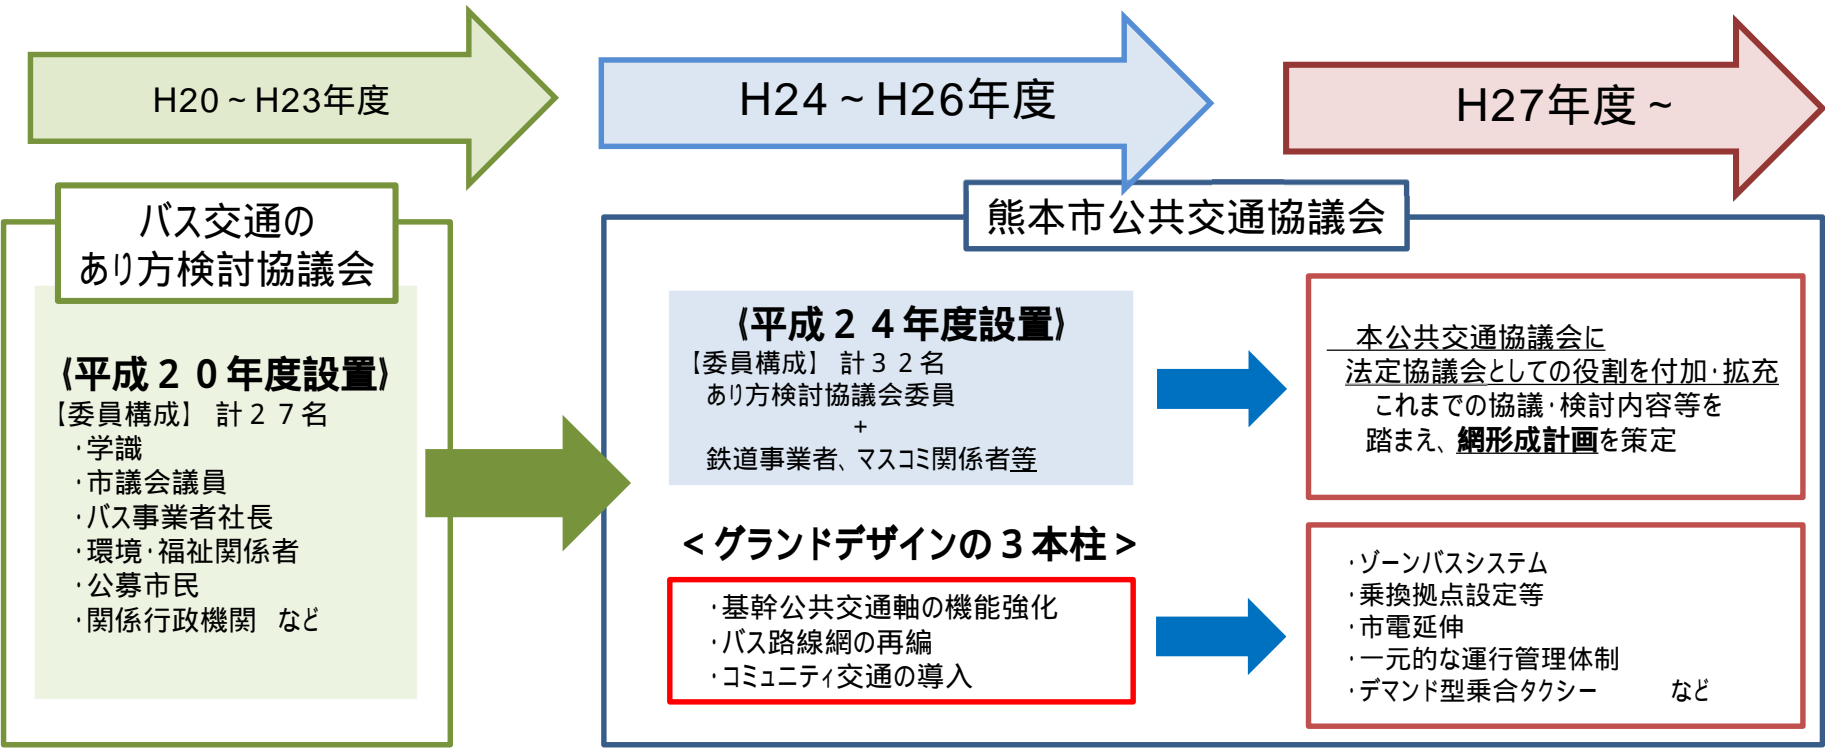 H20~H23年度
H24~H26年度
H27年度~
バス交通の
あり方検討協議会
《平成20年度設置》
【委員構成】 計27名
・学識
・市議会議員
・バス事業者社長
・環境・福祉関係者
・公募市民
・関係行政機関 など
熊本市公共交通協議会
《平成24年度設置》
【委員構成】 計32名
あり方検討協議会委員
+
鉄道事業者、マスコミ関係者等
<グランドデザインの3本柱>
・基幹公共交通軸の機能強化
・バス路線網の再編
・コミュニティ交通の導入
本公共交通協議会に
法定協議会としての役割を付加・拡充
これまでの協議・検討内容等を
踏まえ、網形成計画を策定
・ゾーンバスシステム
・乗換拠点設定等
・市電延伸
・一元的な運行管理体制
・デマンド型乗合タクシー など